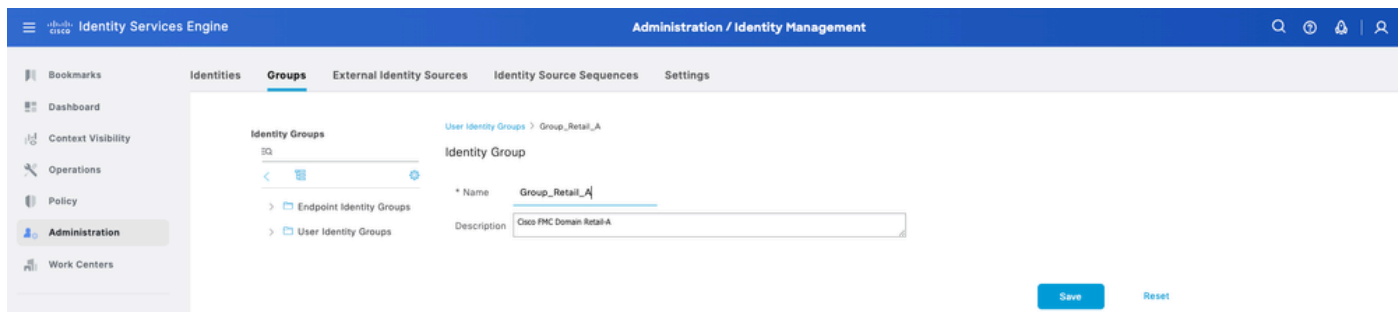 cisco Identity Services Engine
Administration / Identity Management
Bookmarks
Dashboard
Context Visibility
Operations
Policy
Administration
Work Centers
Identities Groups External Identity Sources Identity Source Sequences Settings
Identity Groups
EQ
Endpoint Identity Groups
User Identity Groups
User Identity Groups > Group_Retail_A
Identity Group
* Name Group_Retail_A
Description Cisco FMC Domain Retail-A
Save Reset